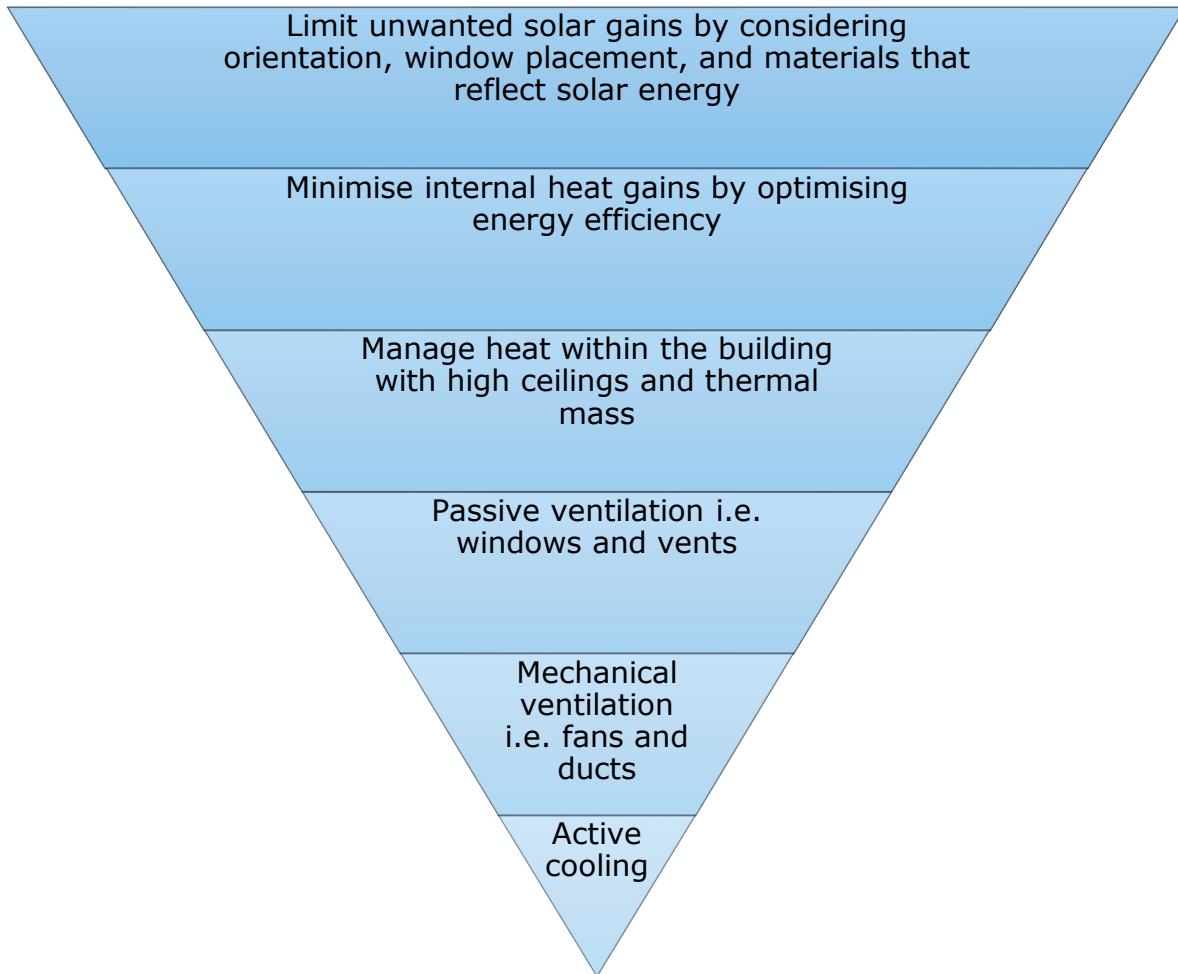 Limit unwanted solar gains by considering
orientation, window placement, and materials that
reflect solar energy
Minimise internal heat gains by optimising
energy efficiency
Manage heat within the building
with high ceilings and thermal
mass
Passive ventilation i.e.
windows and vents
Mechanical
ventilation
i.e. fans and
ducts
Active
cooling